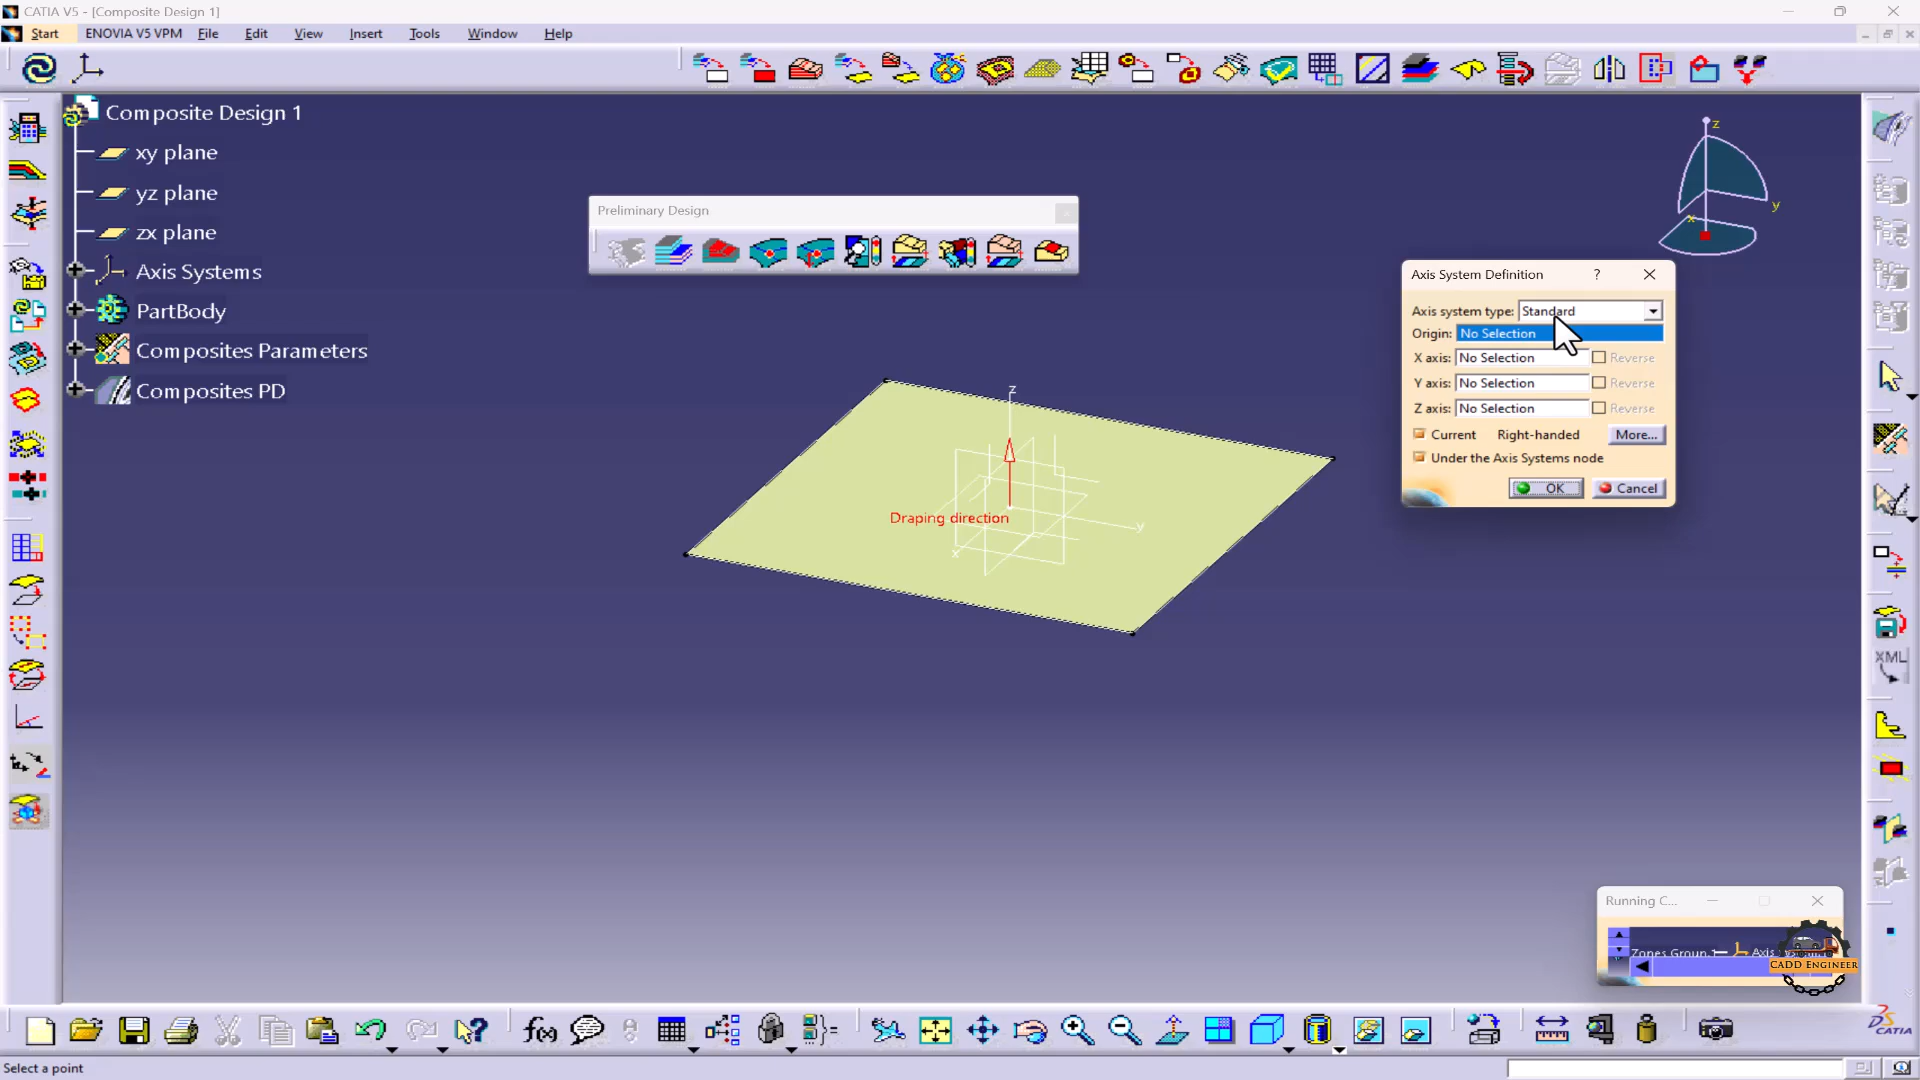 CATIA V5 - [Composite Design 1]
Start ENOVIA V5 VPM File Edit View Insert Tools Window Help
Composite Design 1
xy plane
yz plane
zx plane
Axis Systems
PartBody
Composites Parameters
Composites PD
Preliminary Design
z
y
x
Axis System Definition ?
Axis system type: Standard
Origin: No Selection
X axis: No Selection Reverse
Y axis: No Selection Reverse
Z axis: No Selection Reverse
Current Right-handed More...
Under the Axis Systems node
OK Cancel
z
Draping direction
y
x
XML
Running C...
Zones Group.1 Axis
CADD ENGINEER
f(x)
CATIA
Select a point